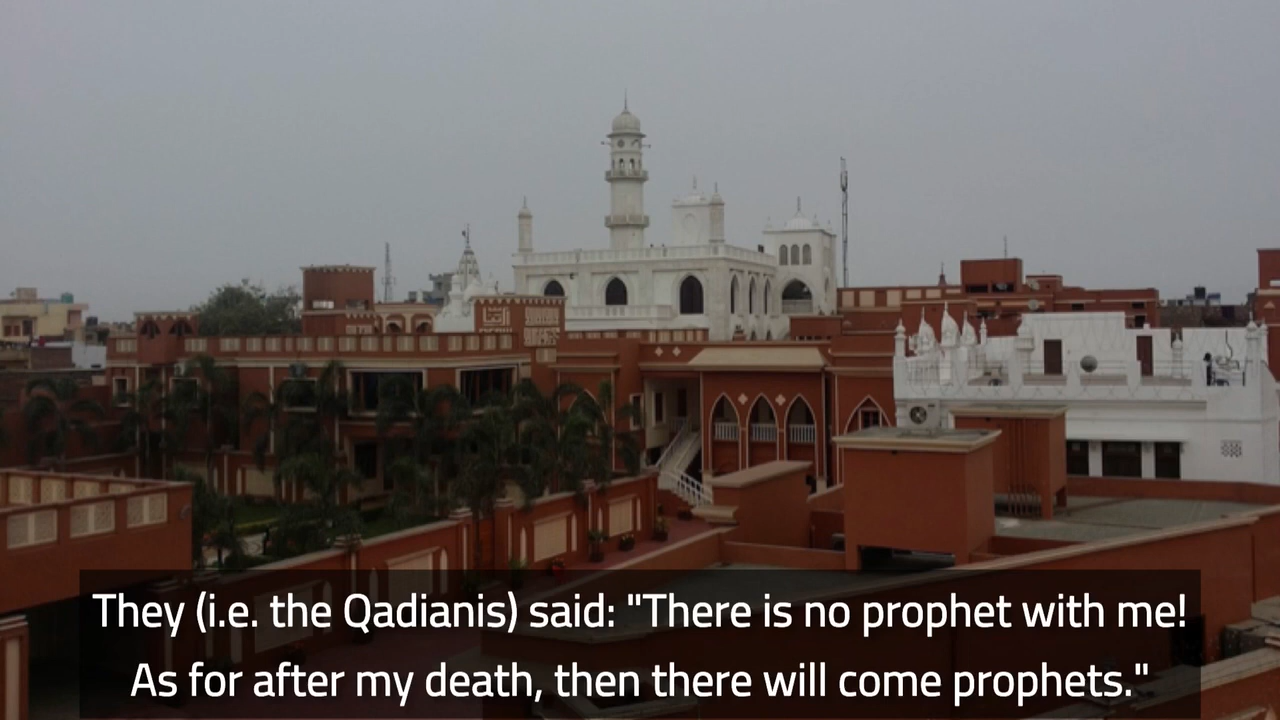 They (i.e. the Qadianis) said: "There is no prophet with me!
As for after my death, then there will come prophets."